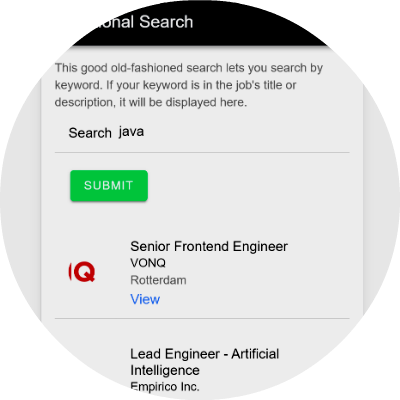 onal Search
This good old-fashioned search lets you search by
keyword. If your keyword is in the job's title or
description, it will be displayed here.
Search java
SUBMIT
Senior Frontend Engineer
VONQ
Q
Rotterdam
View
Lead Engineer - Artificial
Intelligence
Empirico Inc.